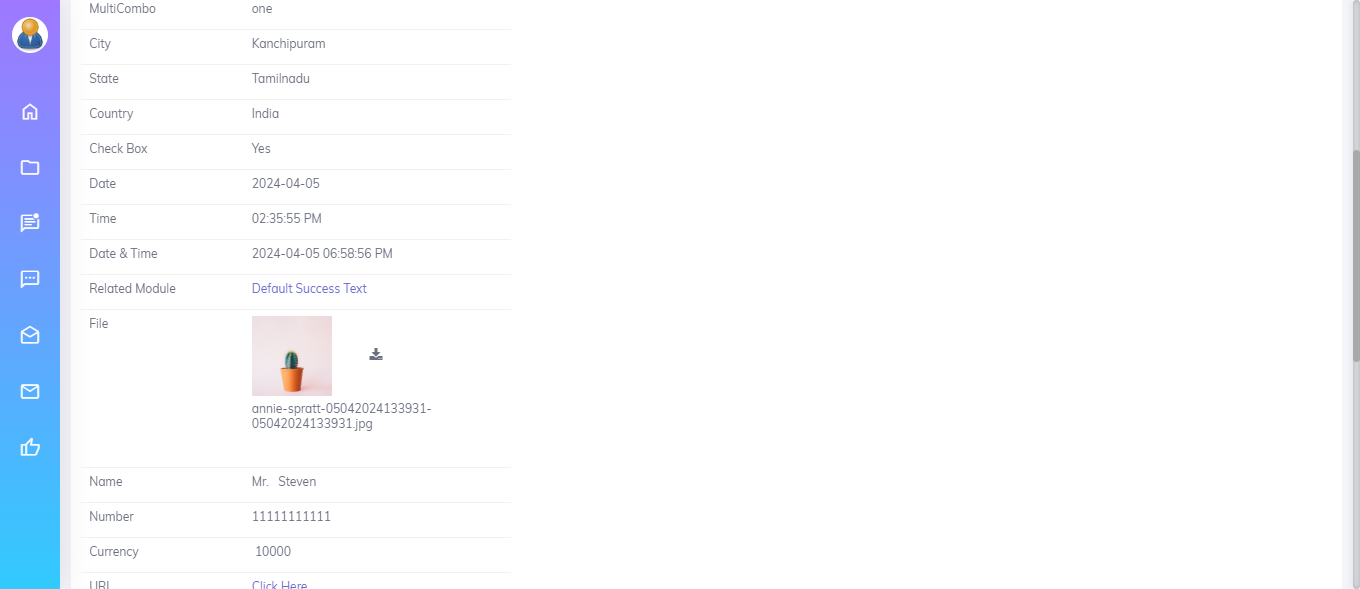 MultiCombo one
City Kanchipuram
State Tamilnadu
Country India
Check Box Yes
Date 2024-04-05
Time 02:35:55 PM
Date & Time 2024-04-05 06:58:56 PM
Related Module Default Success Text
File
annie-spratt-05042024133931-
05042024133931.jpg
Name Mr. Steven
Number 11111111111
Currency 10000
URL Click Here